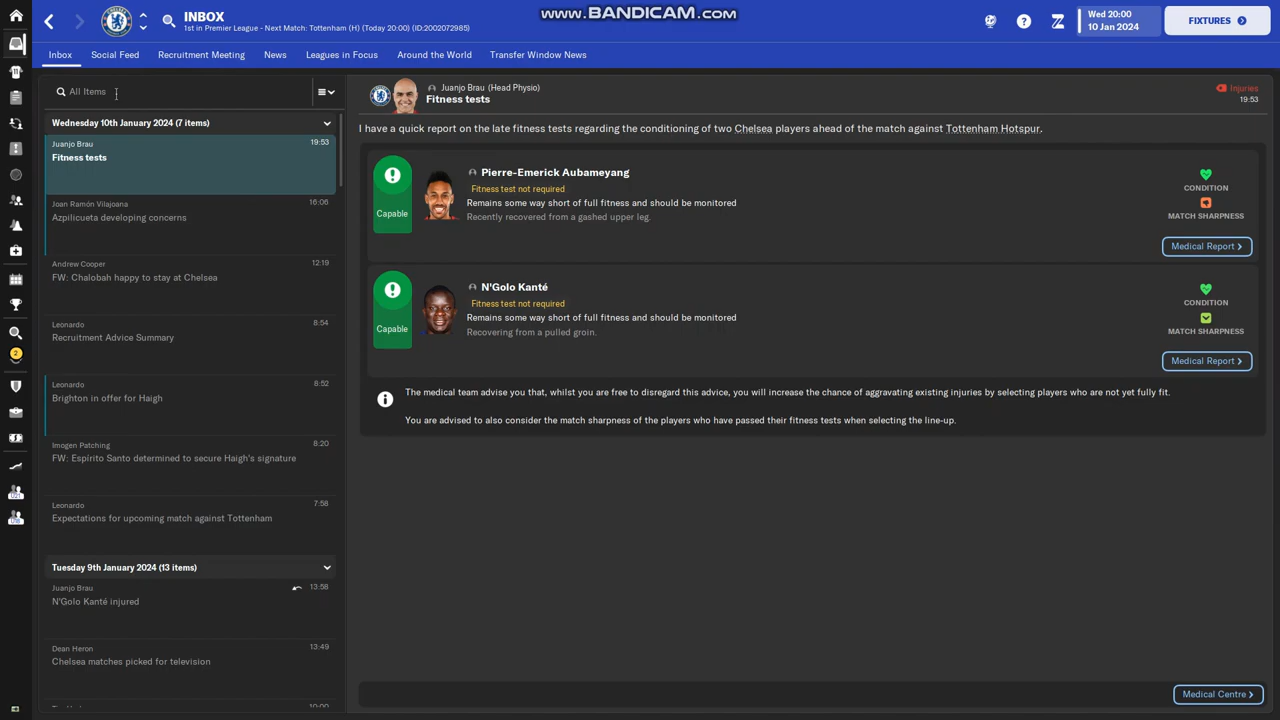 www.BANDICAM.com
INBOX
1st in Premier League - Next Match: Tottenham (H) (Today 20:00) (ID:2002072985)
Wed 20:00
10 Jan 2024
FIXTURES
Inbox
Social Feed
Recruitment Meeting
News
Leagues in Focus
Around the World
Transfer Window News
All Items
Wednesday 10th January 2024 (7 items)
Juanjo Brau
19:53
Fitness tests
Joan Ramón Vilajoana
16:06
Azpilicueta developing concerns
Andrew Cooper
12:19
FW: Chalobah happy to stay at Chelsea
Leonardo
8:54
Recruitment Advice Summary
Leonardo
8:52
Brighton in offer for Haigh
Imogen Patching
8:20
FW: Espírito Santo determined to secure Haigh's signature
Leonardo
7:58
Expectations for upcoming match against Tottenham
Tuesday 9th January 2024 (13 items)
Juanjo Brau
13:58
N'Golo Kanté injured
Dean Heron
13:49
Chelsea matches picked for television
2
U21
U18
Juanjo Brau (Head Physio)
Fitness tests
Injuries
19:53
I have a quick report on the late fitness tests regarding the conditioning of two Chelsea players ahead of the match against Tottenham Hotspur.
Capable
Pierre-Emerick Aubameyang
Fitness test not required
Remains some way short of full fitness and should be monitored
Recently recovered from a gashed upper leg.
CONDITION
MATCH SHARPNESS
Medical Report
Capable
N'Golo Kanté
Fitness test not required
Remains some way short of full fitness and should be monitored
Recovering from a pulled groin.
CONDITION
MATCH SHARPNESS
Medical Report
The medical team advise you that, whilst you are free to disregard this advice, you will increase the chance of aggravating existing injuries by selecting players who are not yet fully fit.
You are advised to also consider the match sharpness of the players who have passed their fitness tests when selecting the line-up.
Medical Centre